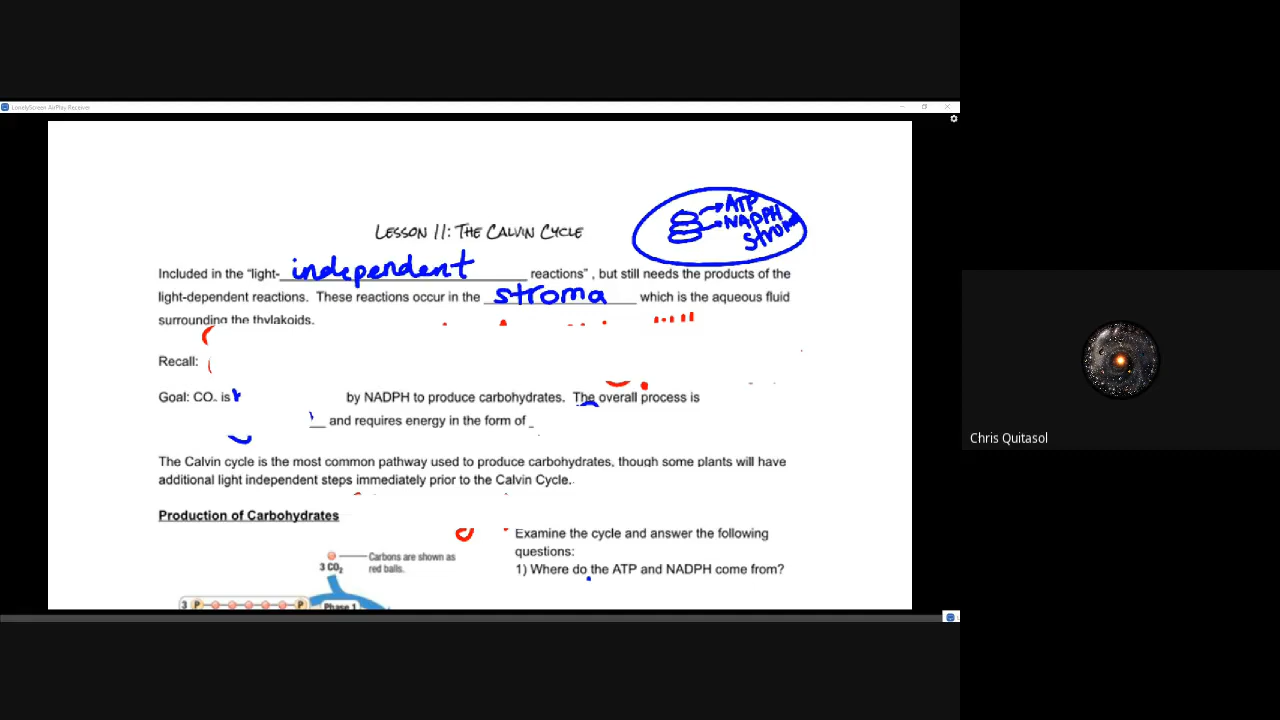 LonelyScreen AirPlay Receiver
ATP
NADPH
stroma
LESSON 11: THE CALVIN CYCLE
Included in the "light- independent reactions" , but still needs the products of the
light-dependent reactions. These reactions occur in the stroma which is the aqueous fluid
surrounding the thylakoids.
Recall:
Goal: CO₂ is by NADPH to produce carbohydrates. The overall process is
__ and requires energy in the form of _
The Calvin cycle is the most common pathway used to produce carbohydrates, though some plants will have
additional light independent steps immediately prior to the Calvin Cycle.
Production of Carbohydrates
Examine the cycle and answer the following
questions:
1) Where do the ATP and NADPH come from?
Carbons are shown as
red balls.
3 CO₂
3 P P
Phase 1
Chris Quitasol